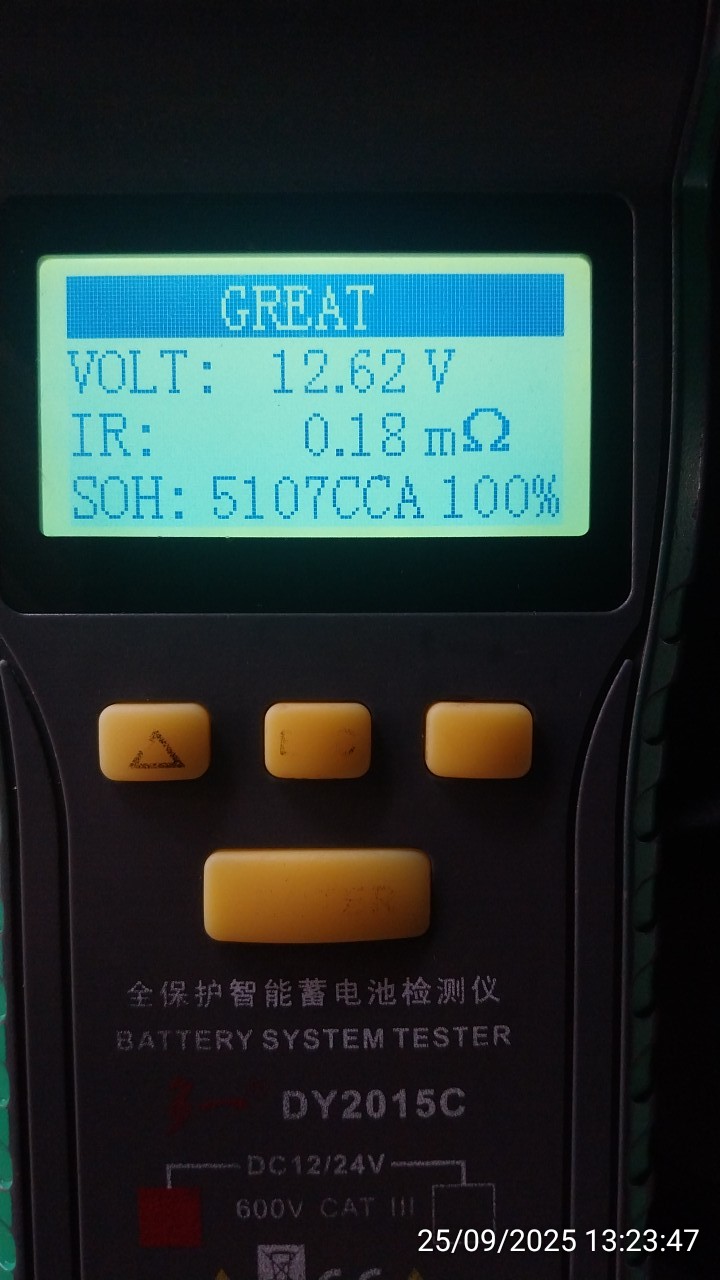 GREAT
VOLT: 12.62 V
IR: 0.18 mΩ
SOH: 5107CCA 100%
全保护智能蓄电池检测仪
BATTERY SYSTEM TESTER
DY2015C
DC12/24V
600V CAT III
25/09/2025 13:23:47